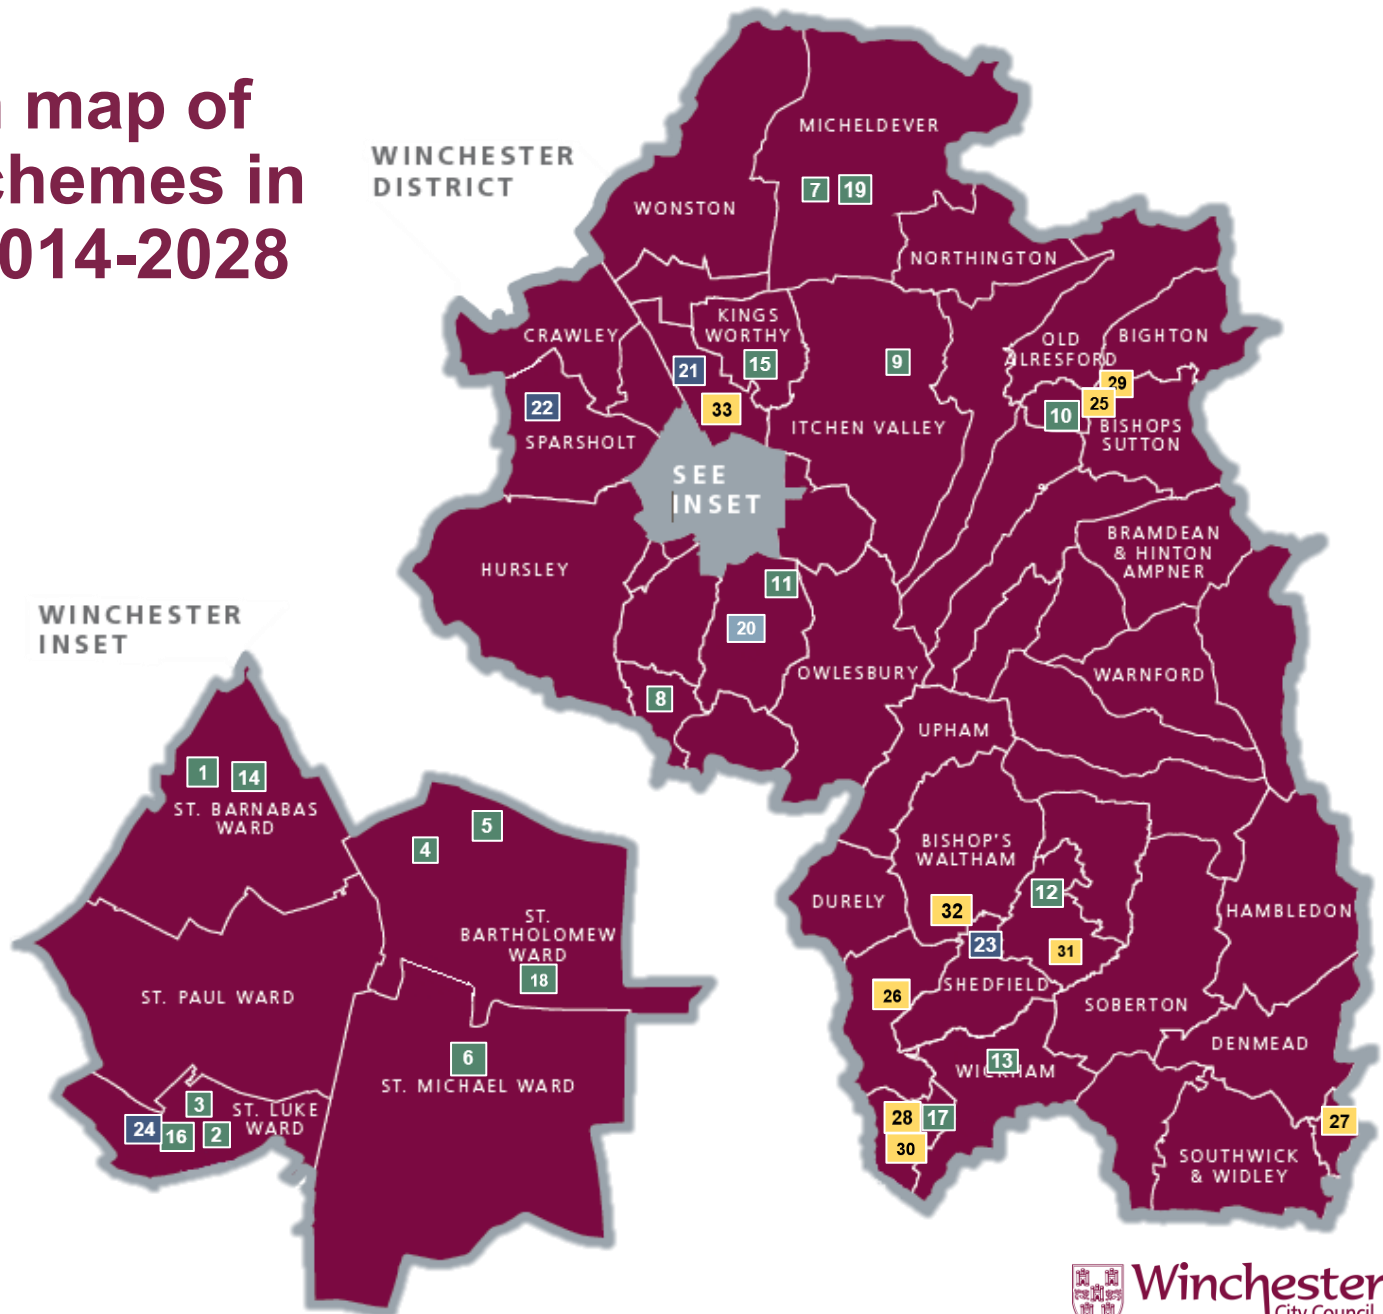 map of
chemes in
014-2028
WINCHESTER
DISTRICT
MICHELDEVER
7 19
WONSTON
NORTHINGTON
KINGS
WORTHY
CRAWLEY
OLD
ALRESFORD
BIGHTON
15
9
21
29
22
33
25
10
ITCHEN VALLEY
BISHOPS
SUTTON
SPARSHOLT
SEE
INSET
BRAMDEAN
& HINTON
AMPNER
HURSLEY
11
20
OWLESBURY
WARNFORD
8
UPHAM
BISHOP'S
WALTHAM
DURELY
12
32
HAMBLEDON
23
31
SHEDFIELD
26
SOBERTON
DENMEAD
13
WICKHAM
28 17
27
30
SOUTHWICK
& WIDLEY
WINCHESTER
INSET
1 14
ST. BARNABAS
WARD
5
4
ST.
BARTHOLOMEW
WARD
18
ST. PAUL WARD
6
ST. MICHAEL WARD
3
ST. LUKE
WARD
24 16 2
Winchester
City Council